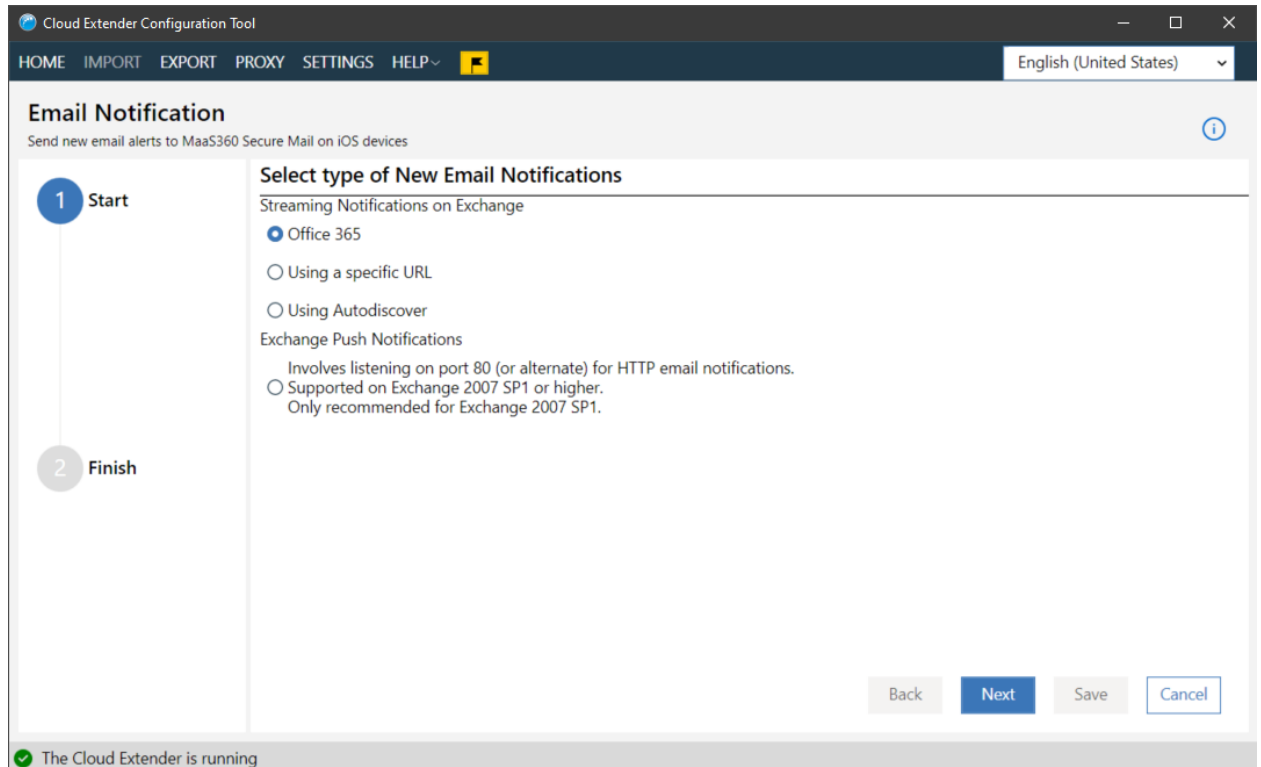 Cloud Extender Configuration Tool
HOME IMPORT EXPORT PROXY SETTINGS HELP English (United States)
Email Notification
Send new email alerts to MaaS360 Secure Mail on iOS devices
1 Start
Select type of New Email Notifications
Streaming Notifications on Exchange
Office 365
Using a specific URL
Using Autodiscover
Exchange Push Notifications
Involves listening on port 80 (or alternate) for HTTP email notifications.
Supported on Exchange 2007 SP1 or higher.
Only recommended for Exchange 2007 SP1.
2 Finish
Back Next Save Cancel
The Cloud Extender is running